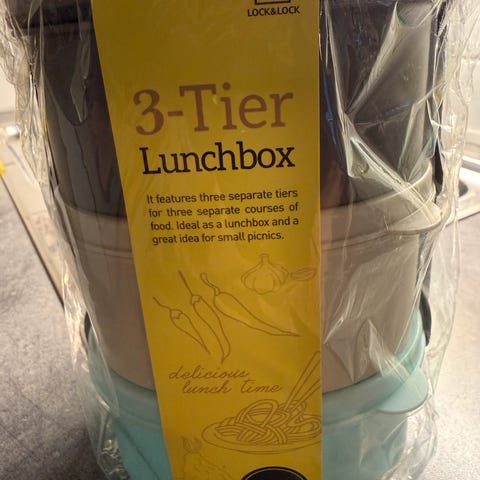 LOCK&LOCK
3-Tier
Lunchbox
It features three separate tiers
for three separate courses of
food. Ideal as a lunchbox and a
great idea for small picnics.
delicious
lunch time